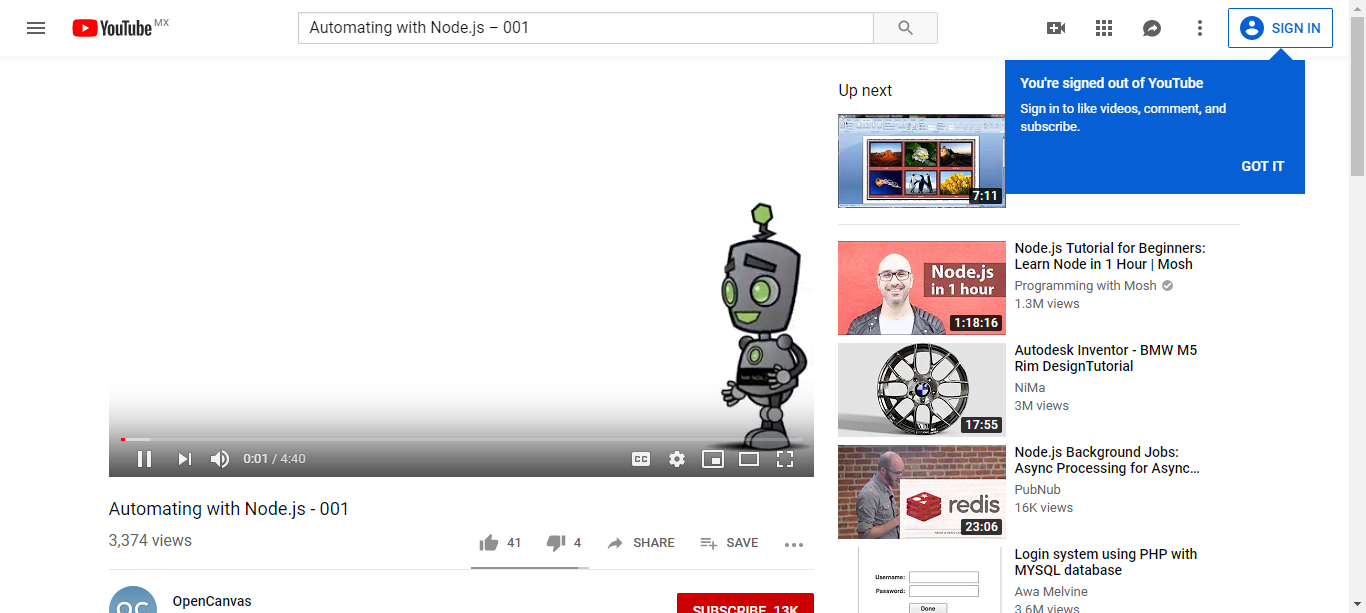 YouTube MX
Automating with Node.js – 001
SIGN IN
You're signed out of YouTube
Sign in to like videos, comment, and
subscribe.
GOT IT
Up next
7:11
Node.js
in 1 hour
1:18:16
Node.js Tutorial for Beginners:
Learn Node in 1 Hour | Mosh
Programming with Mosh
1.3M views
17:55
Autodesk Inventor - BMW M5
Rim DesignTutorial
NiMa
3M views
redis
23:06
Node.js Background Jobs:
Async Processing for Async...
PubNub
16K views
Username:
Password:
Done
Login system using PHP with
MYSQL database
Awa Melvine
3.6M views
0:01 / 4:40
CC
Automating with Node.js - 001
3,374 views
41
4
SHARE
SAVE
OC
OpenCanvas
SUBSCRIBE 13K